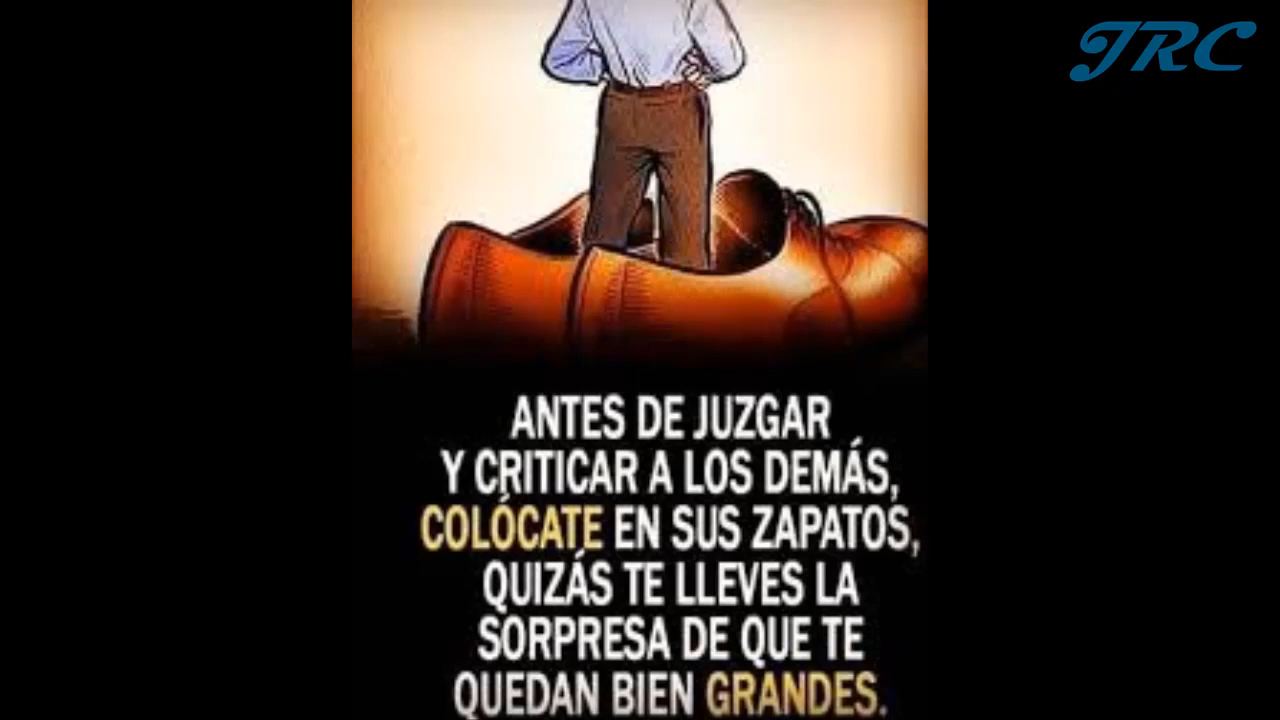 JRC
ANTES DE JUZGAR
Y CRITICAR A LOS DEMÁS,
COLÓCATE EN SUS ZAPATOS,
QUIZÁS TE LLEVES LA
SORPRESA DE QUE TE
QUEDAN BIEN GRANDES.